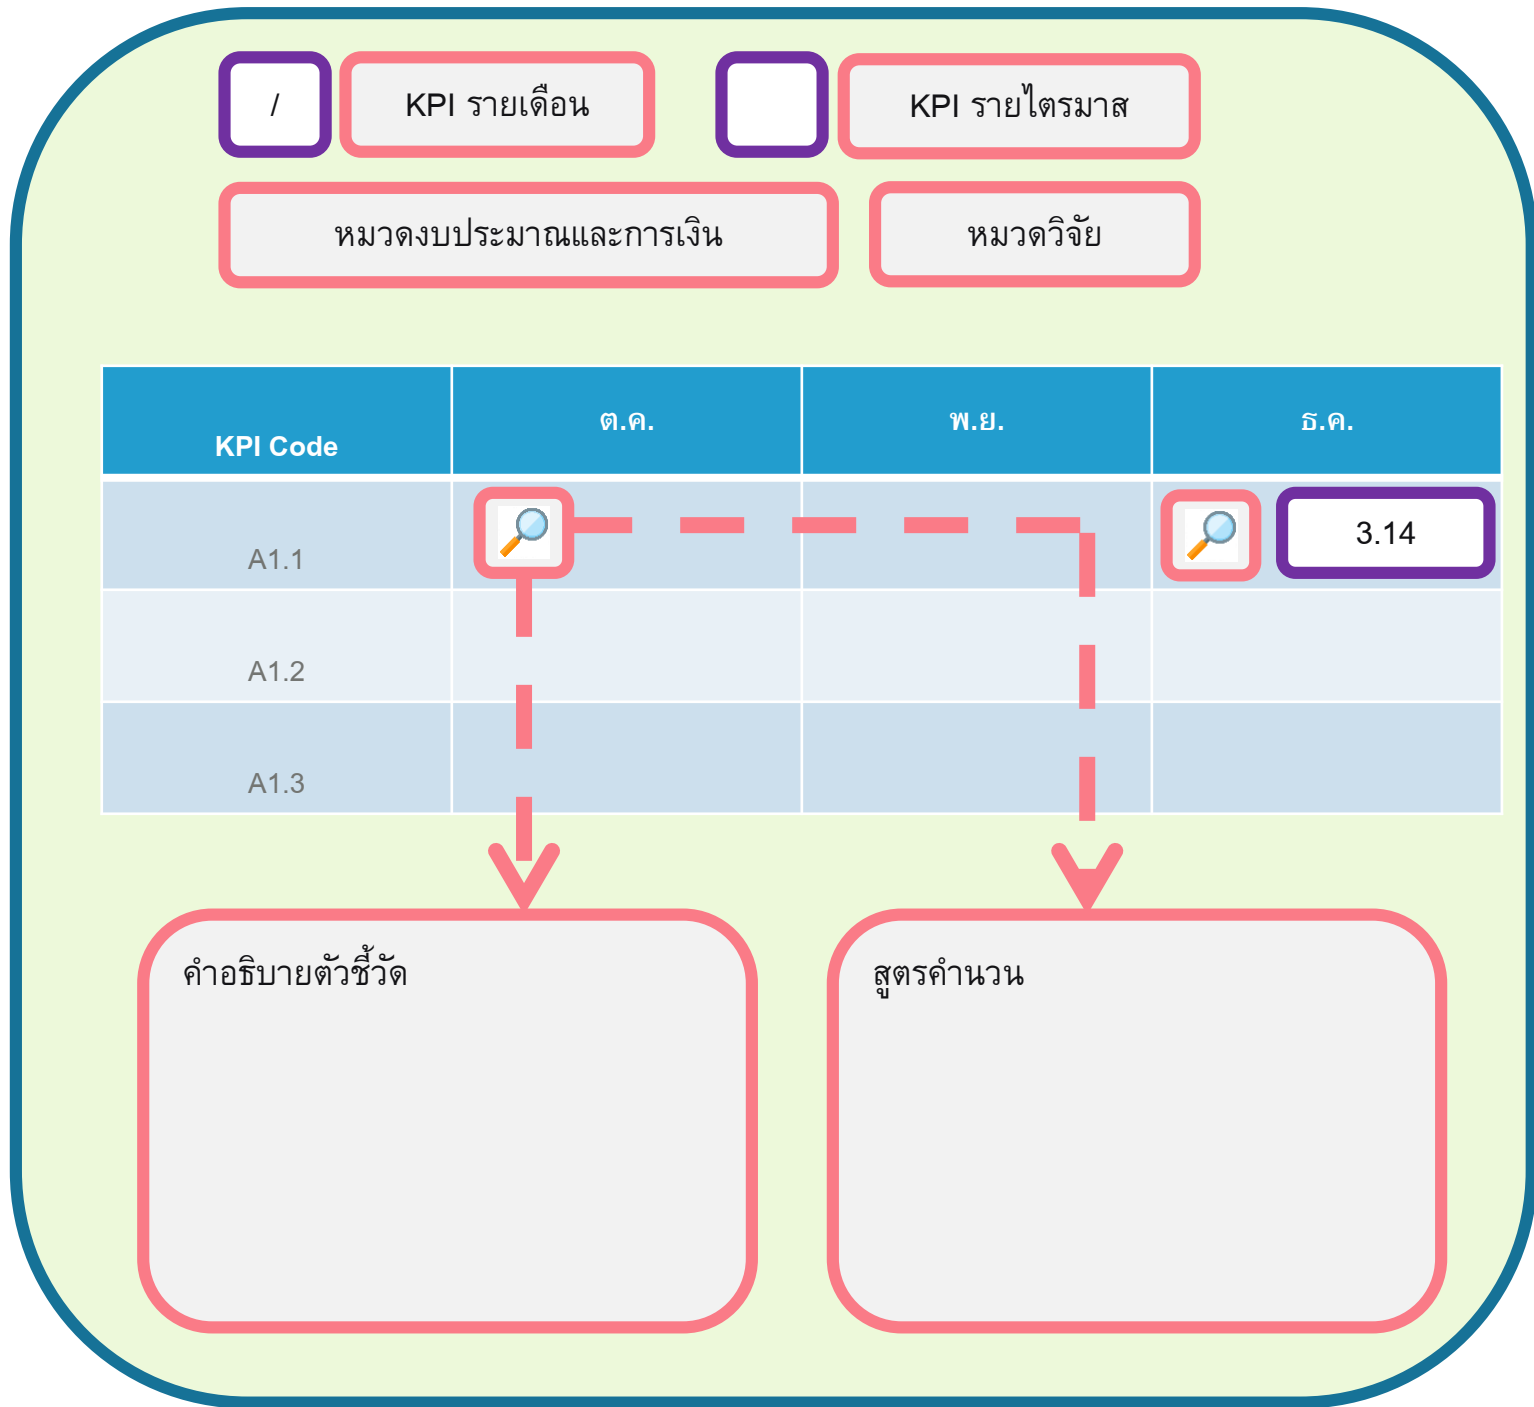 /
KPI รายเดือน
KPI รายไตรมาส
หมวดงบประมาณและการเงิน
หมวดวิจัย
KPI Code
ต.ค.
พ.ย.
ธ.ค.
A1.1
3.14
A1.2
A1.3
คำอธิบายตัวชี้วัด
สูตรคำนวน